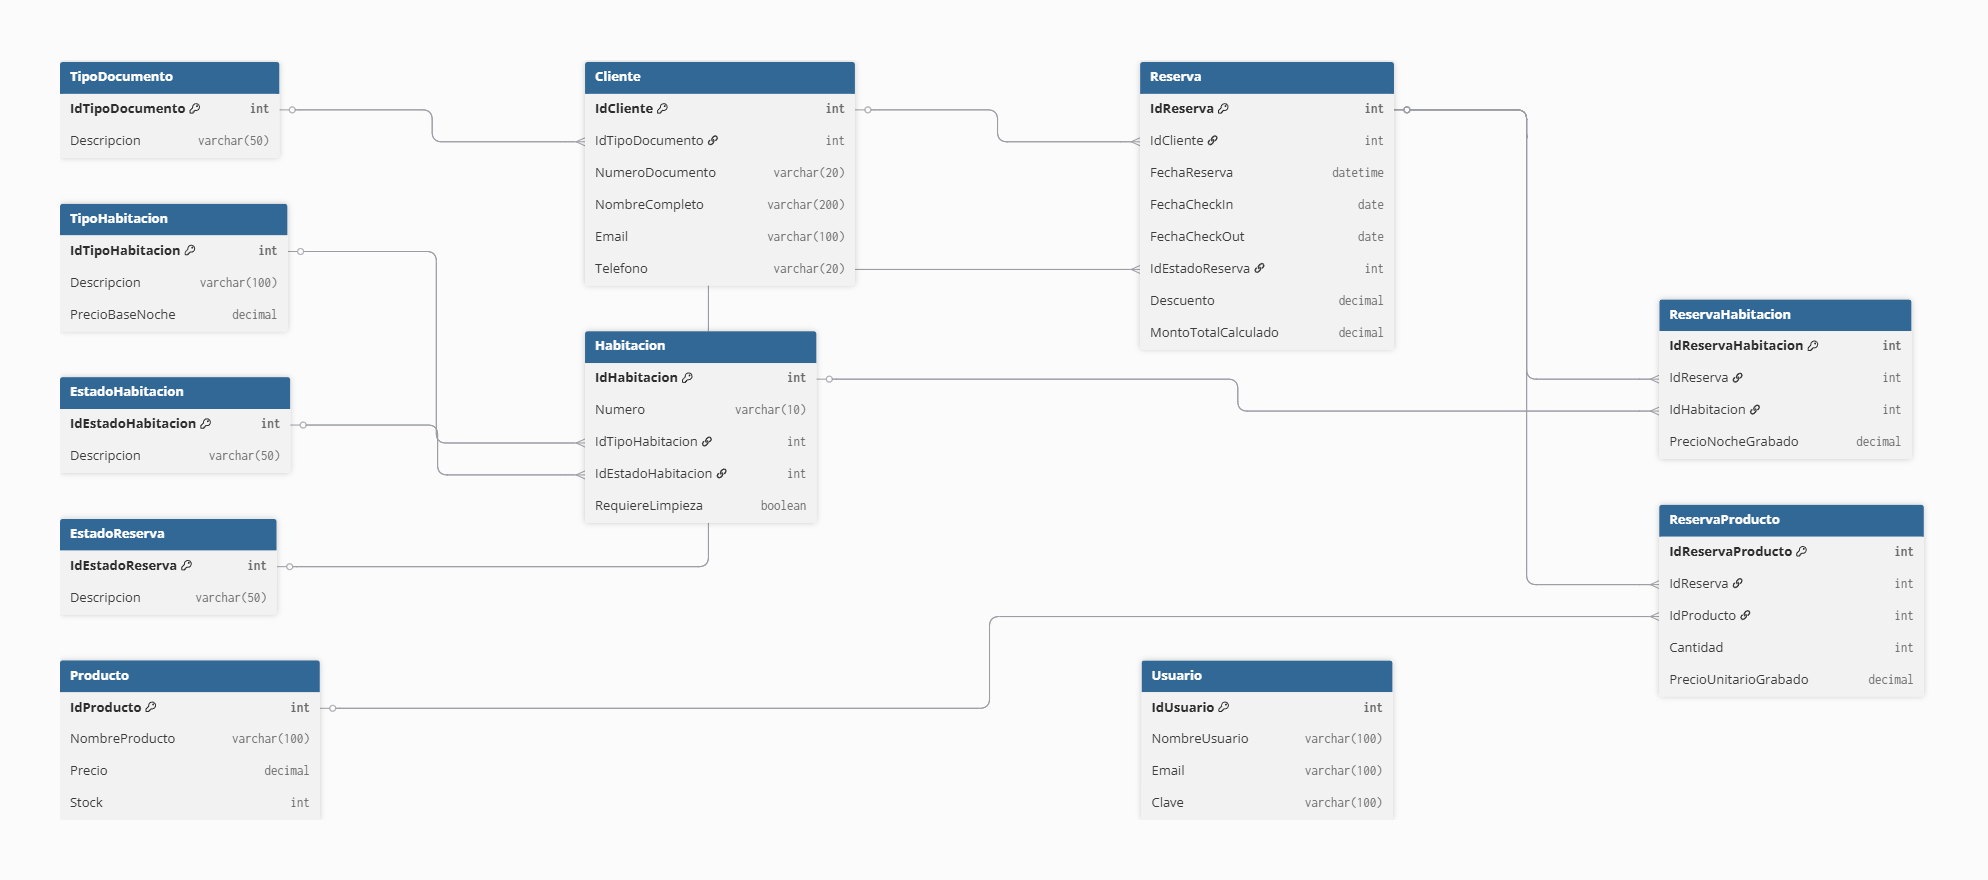 TipoDocumento
IdTipoDocumento int
Descripcion varchar(50)
TipoHabitacion
IdTipoHabitacion int
Descripcion varchar(100)
PrecioBaseNoche decimal
EstadoHabitacion
IdEstadoHabitacion int
Descripcion varchar(50)
EstadoReserva
IdEstadoReserva int
Descripcion varchar(50)
Producto
IdProducto int
NombreProducto varchar(100)
Precio decimal
Stock int
Cliente
IdCliente int
IdTipoDocumento int
NumeroDocumento varchar(20)
NombreCompleto varchar(200)
Email varchar(100)
Telefono varchar(20)
Habitacion
IdHabitacion int
Numero varchar(10)
IdTipoHabitacion int
IdEstadoHabitacion int
RequiereLimpieza boolean
Reserva
IdReserva int
IdCliente int
FechaReserva datetime
FechaCheckIn date
FechaCheckOut date
IdEstadoReserva int
Descuento decimal
MontoTotalCalculado decimal
Usuario
IdUsuario int
NombreUsuario varchar(100)
Email varchar(100)
Clave varchar(100)
ReservaHabitacion
IdReservaHabitacion int
IdReserva int
IdHabitacion int
PrecioNocheGrabado decimal
ReservaProducto
IdReservaProducto int
IdReserva int
IdProducto int
Cantidad int
PrecioUnitarioGrabado decimal